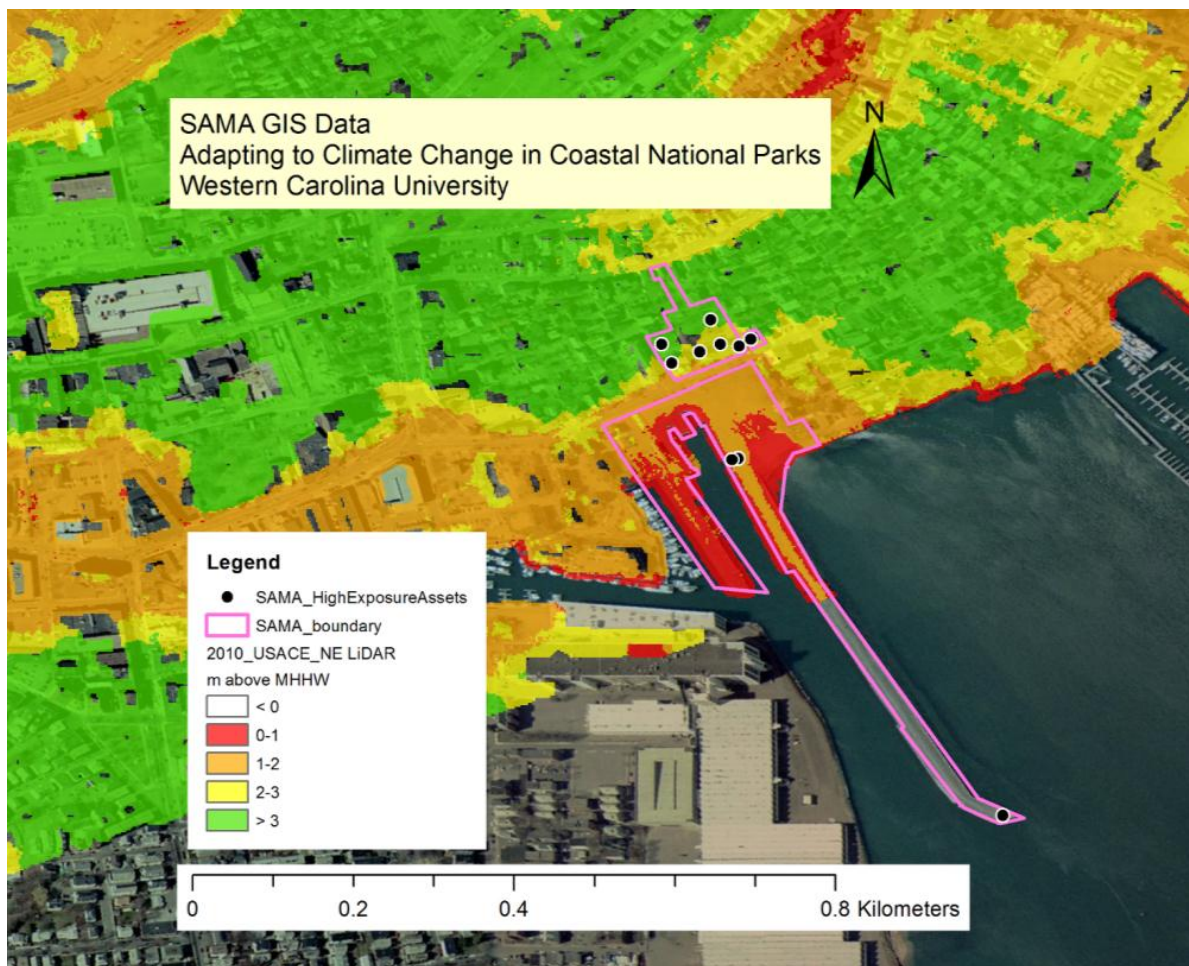 SAMA GIS Data
Adapting to Climate Change in Coastal National Parks
Western Carolina University
N
Legend
SAMA_HighExposureAssets
SAMA_boundary
2010_USACE_NE LiDAR
m above MHHW
< 0
0-1
1-2
2-3
> 3
0 0.2 0.4 0.8 Kilometers